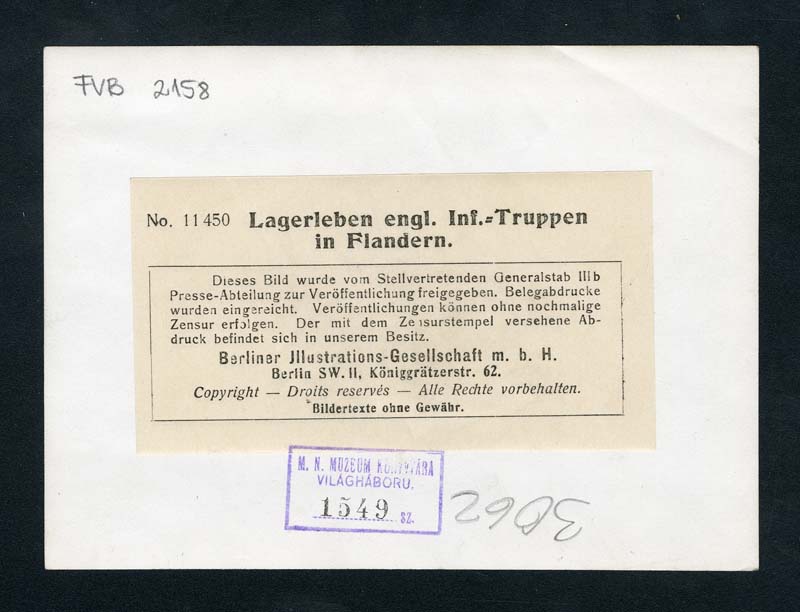 FVB 2158
No. 11450 Lagerleben engl. Inf.=Truppen
in Flandern.
Dieses Bild wurde vom Stellvertretenden Generalstab IIIb
Presse-Abteilung zur Veröffentlichung freigegeben. Belegabdrucke
wurden eingereicht. Veröffentlichungen können ohne nochmalige
Zensur erfolgen. Der mit dem Zensurstempel versehene Ab-
druck befindet sich in unserem Besitz.
Berliner Jllustrations-Gesellschaft m. b. H.
Berlin SW. 11, Königgrätzerstr. 62.
Copyright — Droits reservés — Alle Rechte vorbehalten.
Bildertexte ohne Gewähr.
M. N. MUZEUM KÖNYVTÁRA
VILÁGHÁBORU.
1549 SZ.
3062